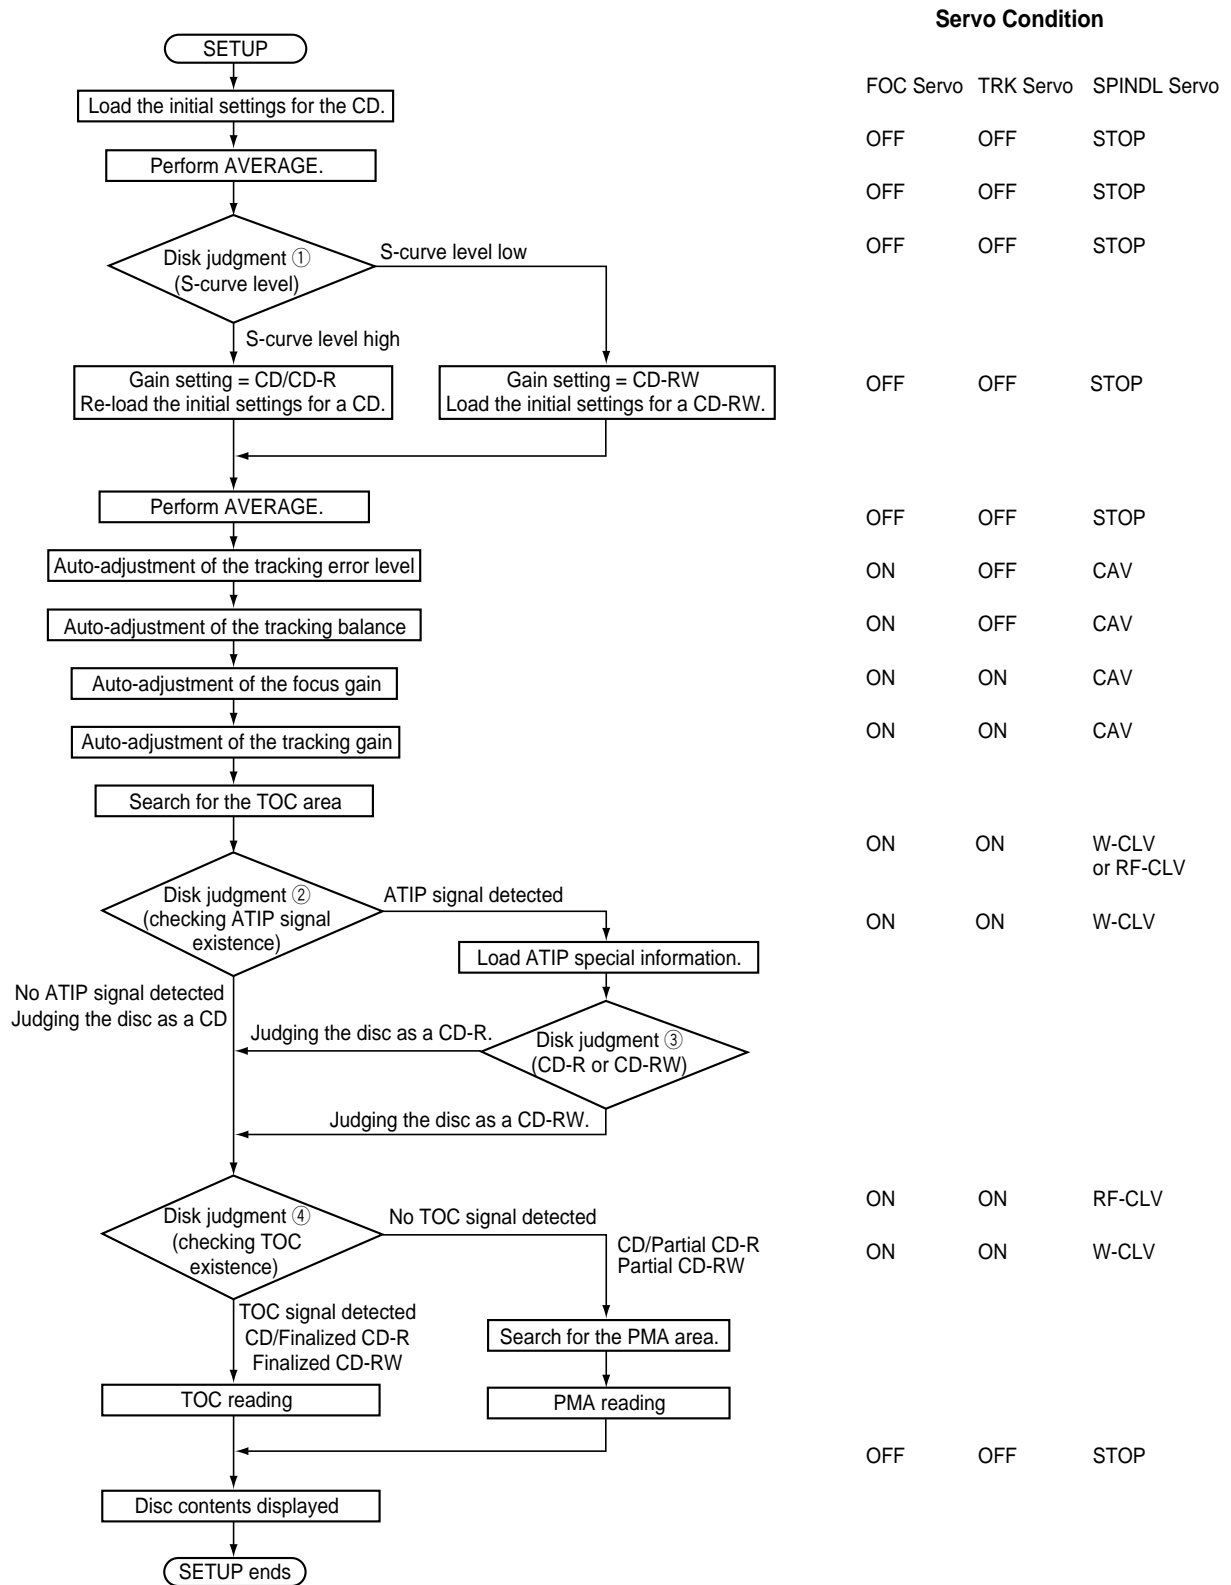 Servo Condition
SETUP
FOC Servo TRK Servo SPINDL Servo
Load the initial settings for the CD.
OFF OFF STOP
Perform AVERAGE.
OFF OFF STOP
Disk judgment ①
(S-curve level)
S-curve level low
OFF OFF STOP
S-curve level high
Gain setting = CD/CD-R
Re-load the initial settings for a CD.
Gain setting = CD-RW
Load the initial settings for a CD-RW.
OFF OFF STOP
Perform AVERAGE.
OFF OFF STOP
Auto-adjustment of the tracking error level
ON OFF CAV
Auto-adjustment of the tracking balance
ON OFF CAV
Auto-adjustment of the focus gain
ON ON CAV
Auto-adjustment of the tracking gain
ON ON CAV
Search for the TOC area
ON ON W-CLV
or RF-CLV
Disk judgment ②
(checking ATIP signal
existence)
ATIP signal detected
ON ON W-CLV
Load ATIP special information.
No ATIP signal detected
Judging the disc as a CD
Judging the disc as a CD-R.
Disk judgment ③
(CD-R or CD-RW)
Judging the disc as a CD-RW.
ON ON RF-CLV
Disk judgment ④
(checking TOC
existence)
No TOC signal detected
CD/Partial CD-R
Partial CD-RW
ON ON W-CLV
TOC signal detected
CD/Finalized CD-R
Finalized CD-RW
Search for the PMA area.
TOC reading
PMA reading
OFF OFF STOP
Disc contents displayed
SETUP ends